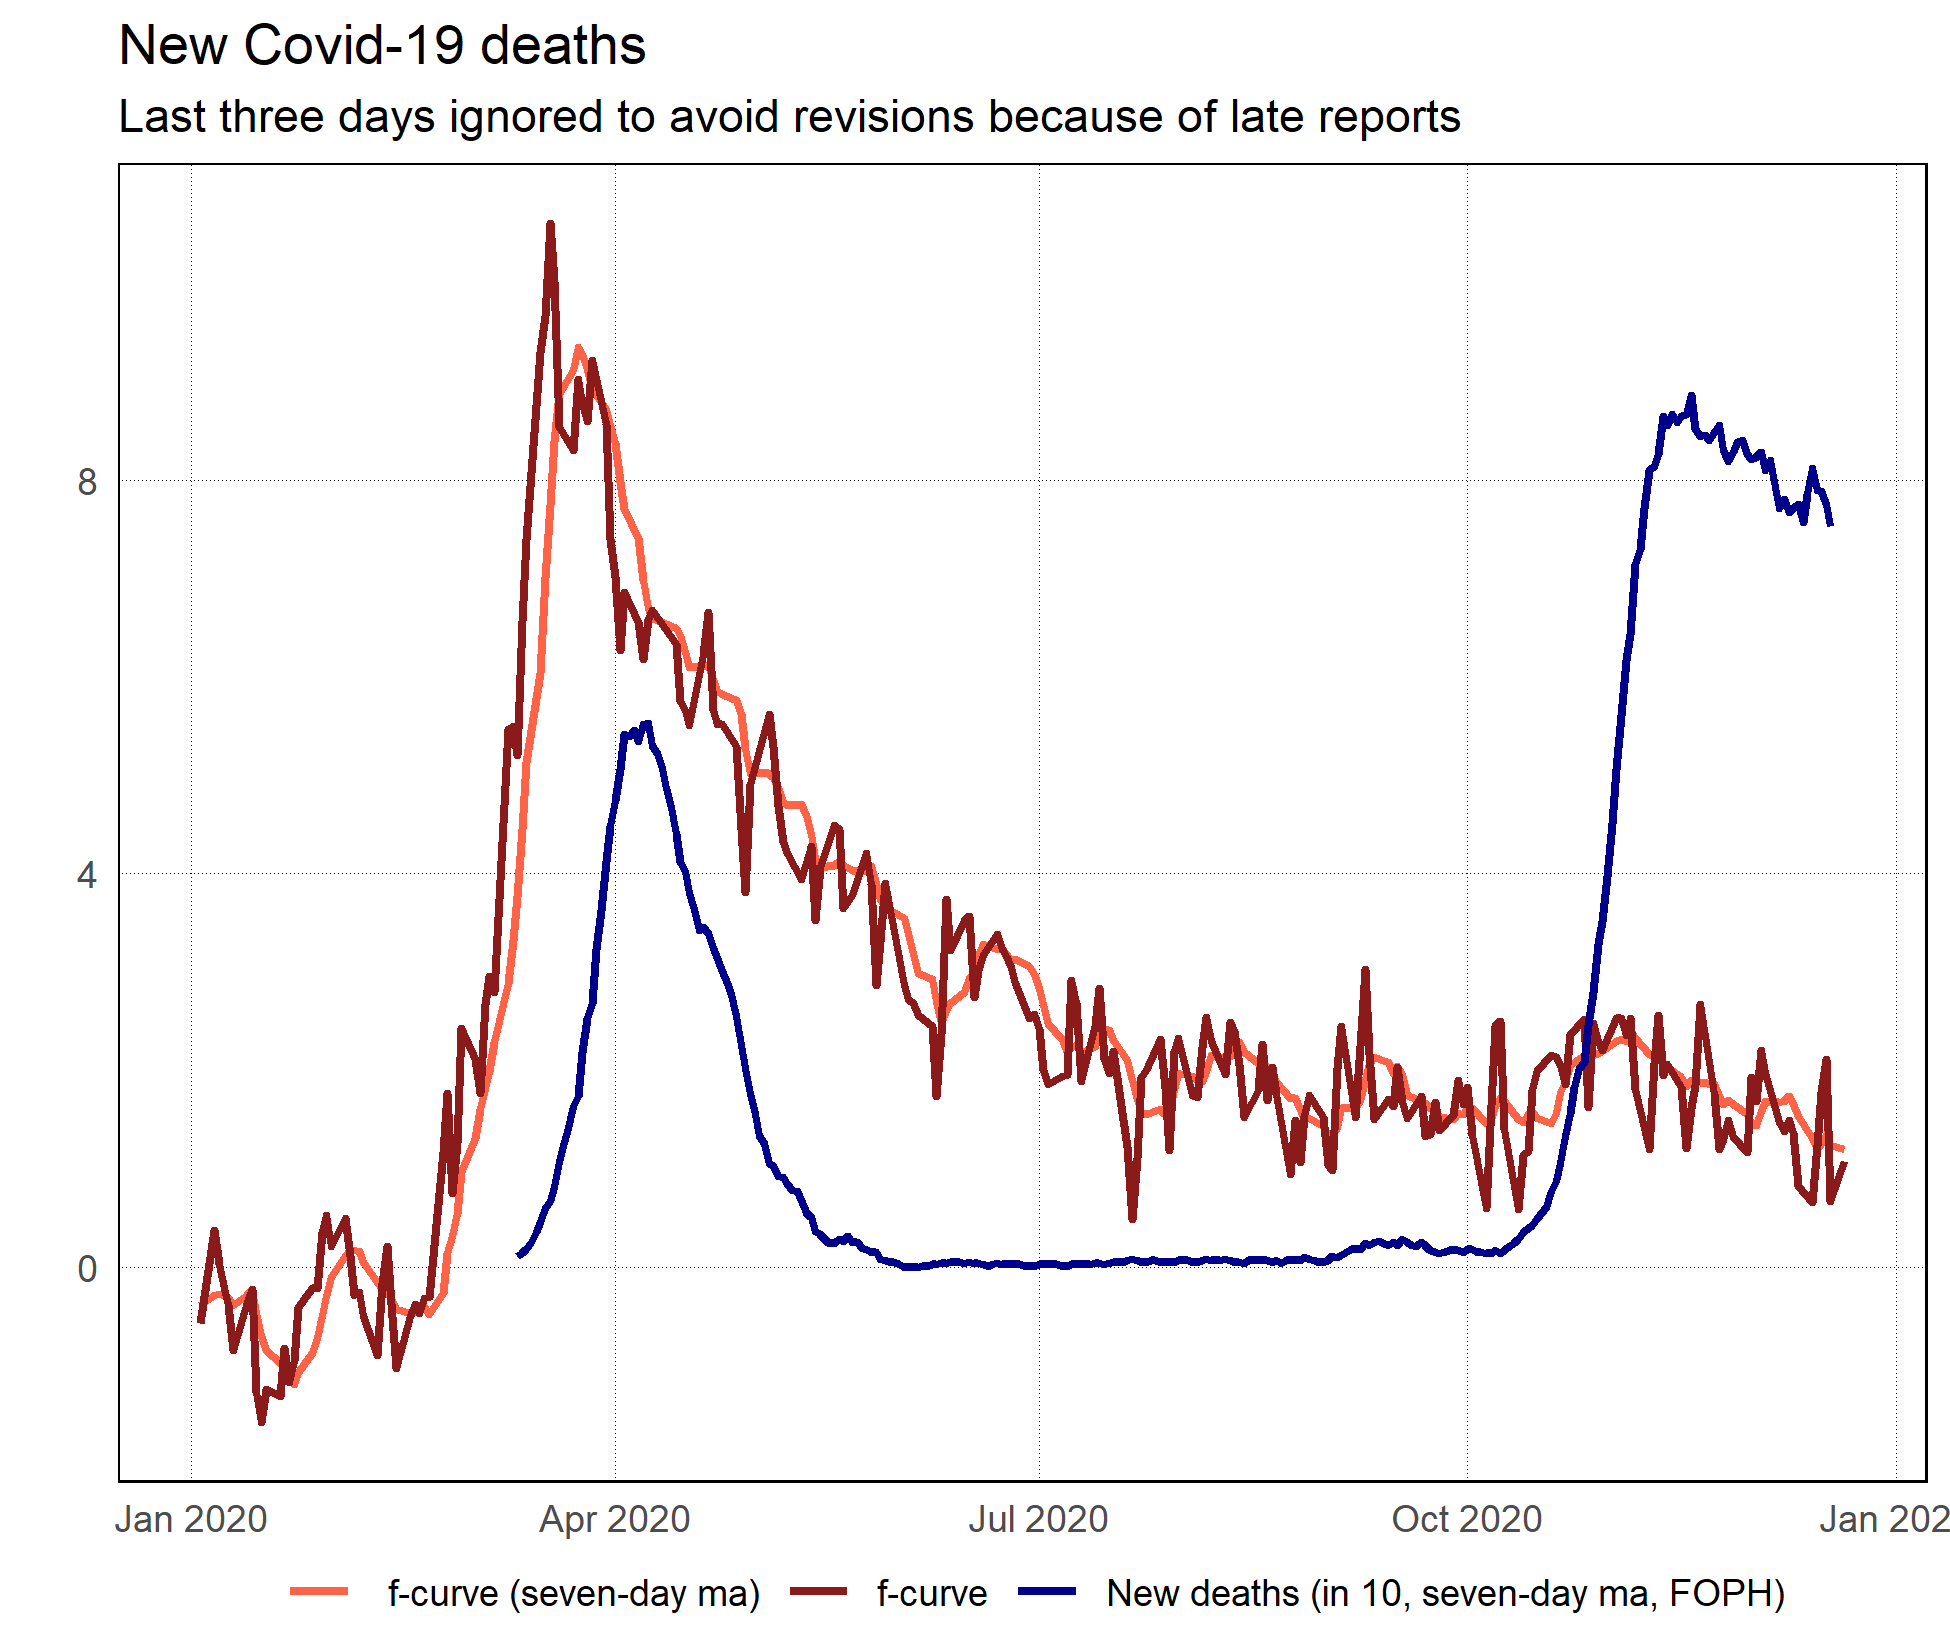 New Covid-19 deaths
Last three days ignored to avoid revisions because of late reports
8
4
0
Jan 2020 Apr 2020 Jul 2020 Oct 2020 Jan 202
f-curve (seven-day ma) f-curve New deaths (in 10, seven-day ma, FOPH)